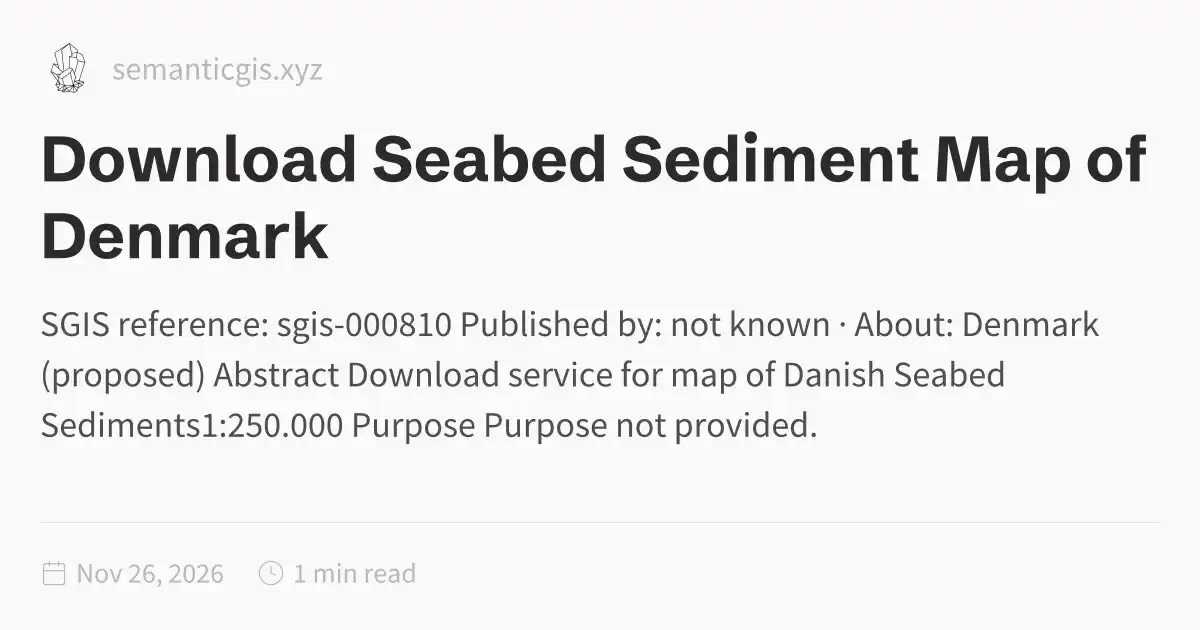 semanticgis.xyz
Download Seabed Sediment Map of
Denmark
SGIS reference: sgis-000810 Published by: not known · About: Denmark
(proposed) Abstract Download service for map of Danish Seabed
Sediments1:250.000 Purpose Purpose not provided.
Nov 26, 2026 1 min read